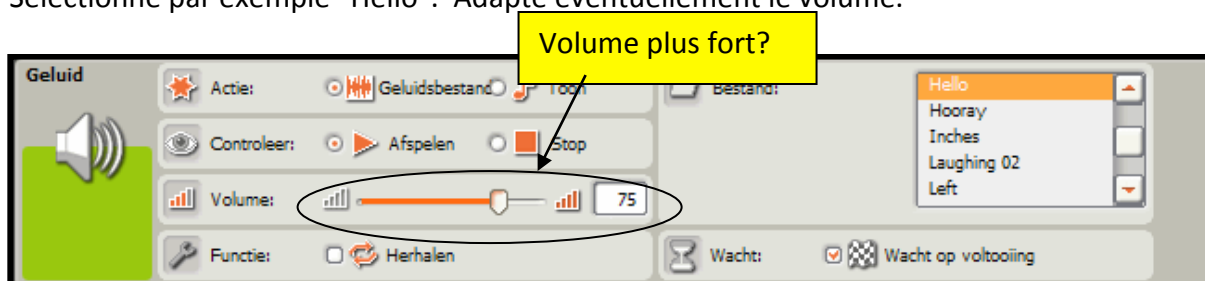 Sélectionne par exemple "Hello". Adapte éventuellement le volume.
Volume plus fort?
Geluid
Actie: Geluidsbestand Toon
Bestand:
Controleer: Afspelen Stop
Volume: 75
Functie: Herhalen
Hello
Hooray
Inches
Laughing 02
Left
Wacht: Wacht op voltooiing